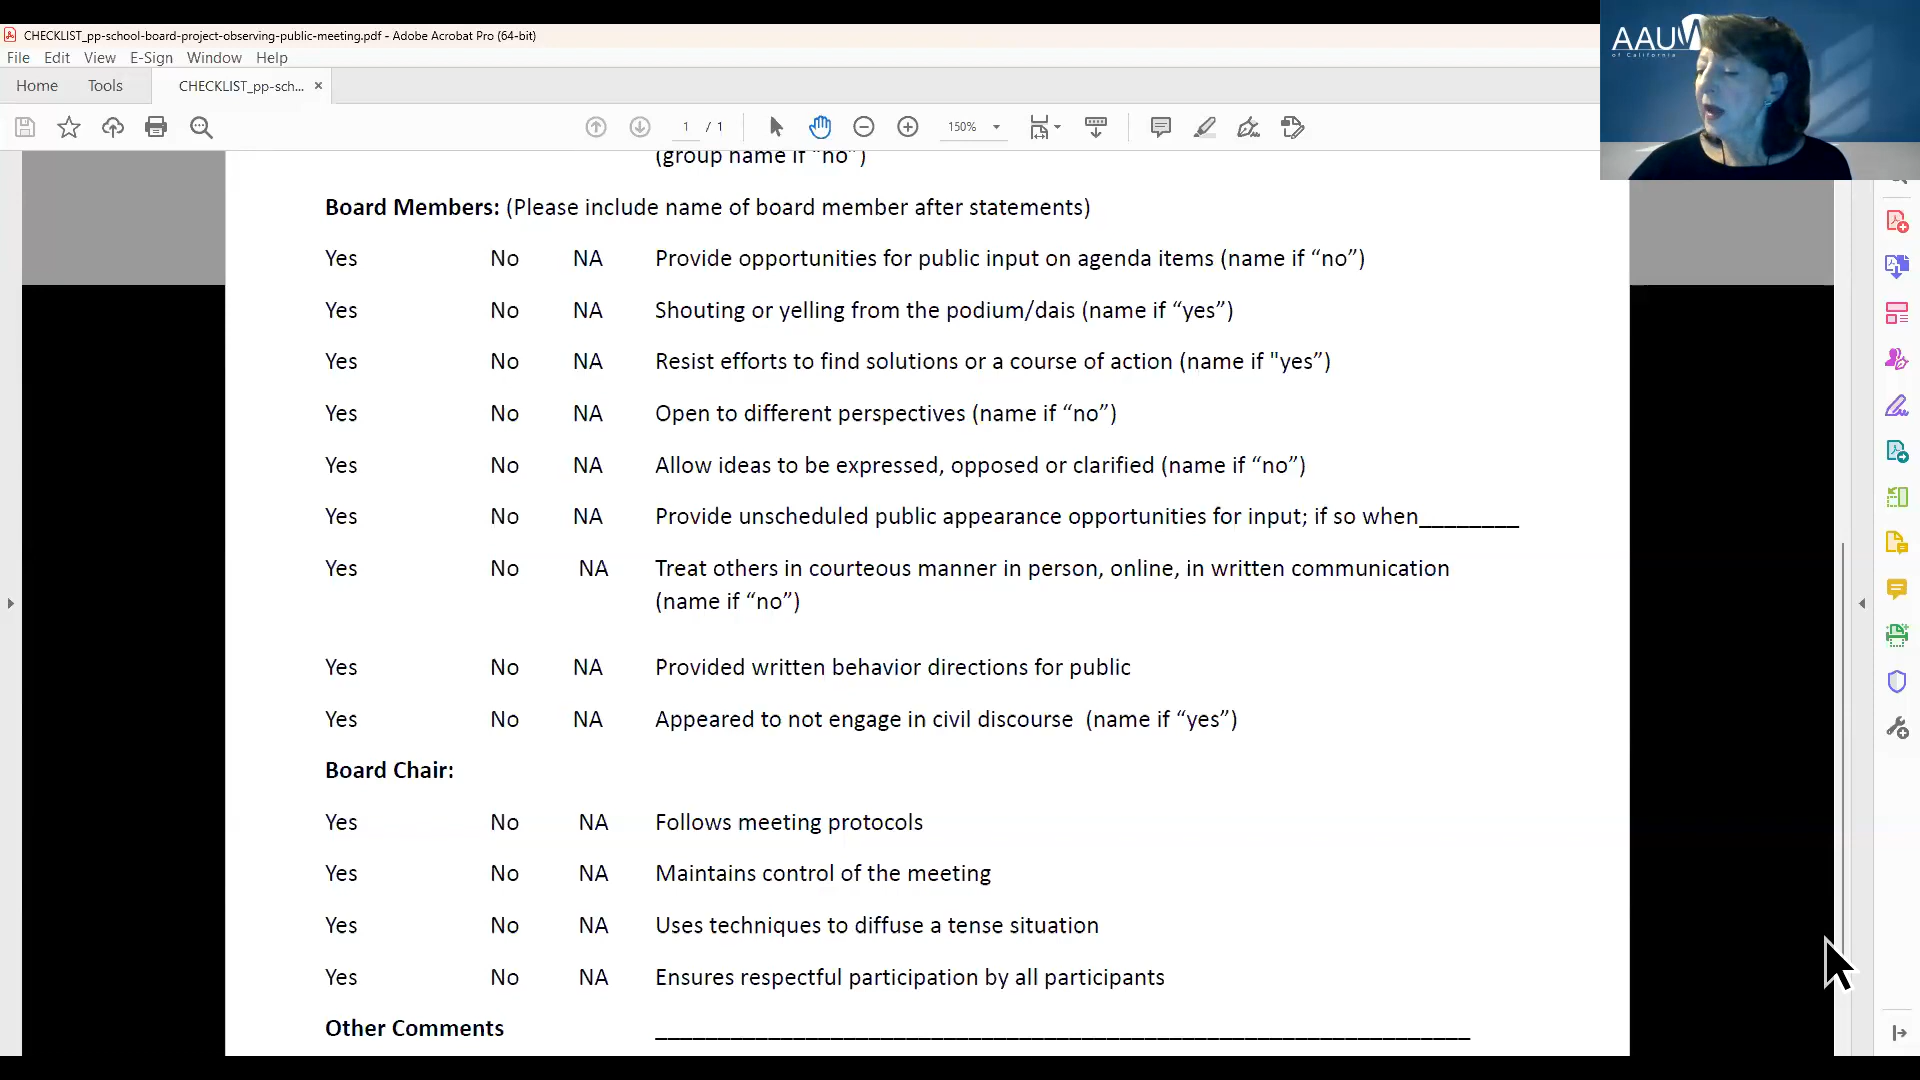 CHECKLIST_pp-school-board-project-observing-public-meeting.pdf - Adobe Acrobat Pro (64-bit)
File Edit View E-Sign Window Help
Home Tools CHECKLIST_pp-sch... ×
1 / 1 150%
AAUW
of California
(group name if “no”)
Board Members: (Please include name of board member after statements)
Yes No NA Provide opportunities for public input on agenda items (name if “no”)
Yes No NA Shouting or yelling from the podium/dais (name if “yes”)
Yes No NA Resist efforts to find solutions or a course of action (name if "yes”)
Yes No NA Open to different perspectives (name if “no”)
Yes No NA Allow ideas to be expressed, opposed or clarified (name if “no”)
Yes No NA Provide unscheduled public appearance opportunities for input; if so when________
Yes No NA Treat others in courteous manner in person, online, in written communication
(name if “no”)
Yes No NA Provided written behavior directions for public
Yes No NA Appeared to not engage in civil discourse (name if “yes”)
Board Chair:
Yes No NA Follows meeting protocols
Yes No NA Maintains control of the meeting
Yes No NA Uses techniques to diffuse a tense situation
Yes No NA Ensures respectful participation by all participants
Other Comments _________________________________________________________________